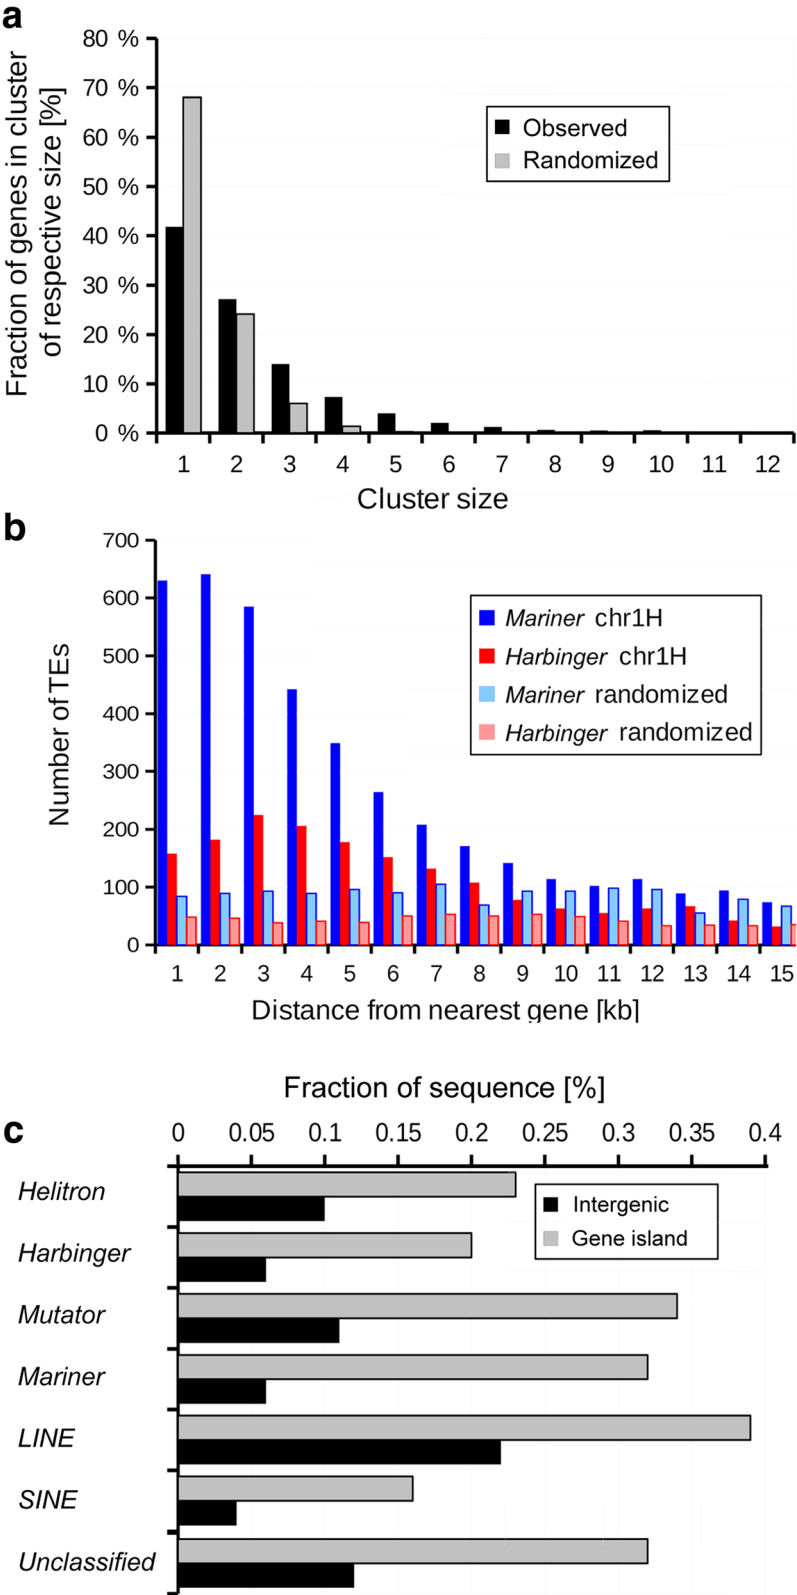 a
Fraction of genes in cluster
of respective size [%]
80 %
70 %
60 %
50 %
40 %
30 %
20 %
10 %
0 %
Observed
Randomized
1 2 3 4 5 6 7 8 9 10 11 12
Cluster size
b
Number of TEs
700
600
500
400
300
200
100
0
Mariner chr1H
Harbinger chr1H
Mariner randomized
Harbinger randomized
1 2 3 4 5 6 7 8 9 10 11 12 13 14 15
Distance from nearest gene [kb]
Fraction of sequence [%]
c
0 0.05 0.1 0.15 0.2 0.25 0.3 0.35 0.4
Helitron
Intergenic
Gene island
Harbinger
Mutator
Mariner
LINE
SINE
Unclassified